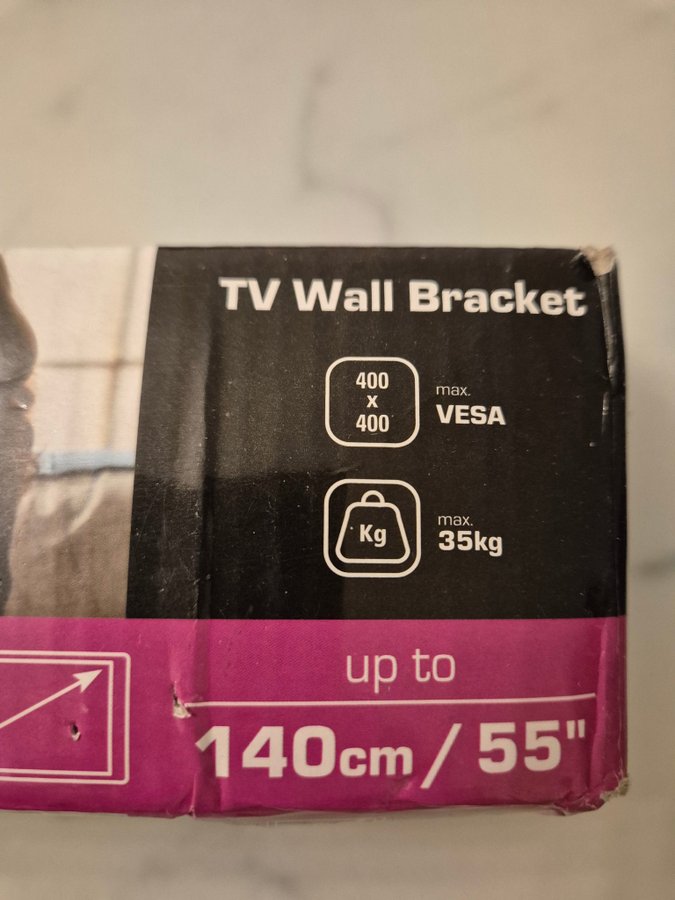 TV Wall Bracket
400
x
400
max.
VESA
Kg
max.
35kg
up to
140cm / 55"